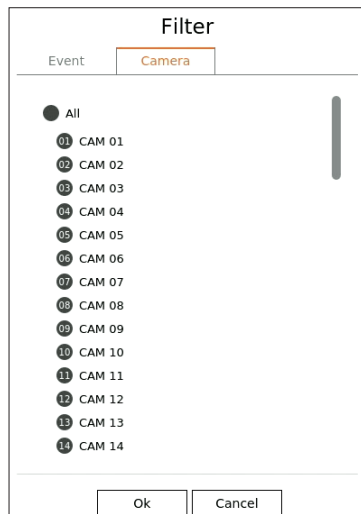 Filter
Event Camera
All
01 CAM 01
02 CAM 02
03 CAM 03
04 CAM 04
05 CAM 05
06 CAM 06
07 CAM 07
08 CAM 08
09 CAM 09
10 CAM 10
11 CAM 11
12 CAM 12
13 CAM 13
14 CAM 14
Ok Cancel